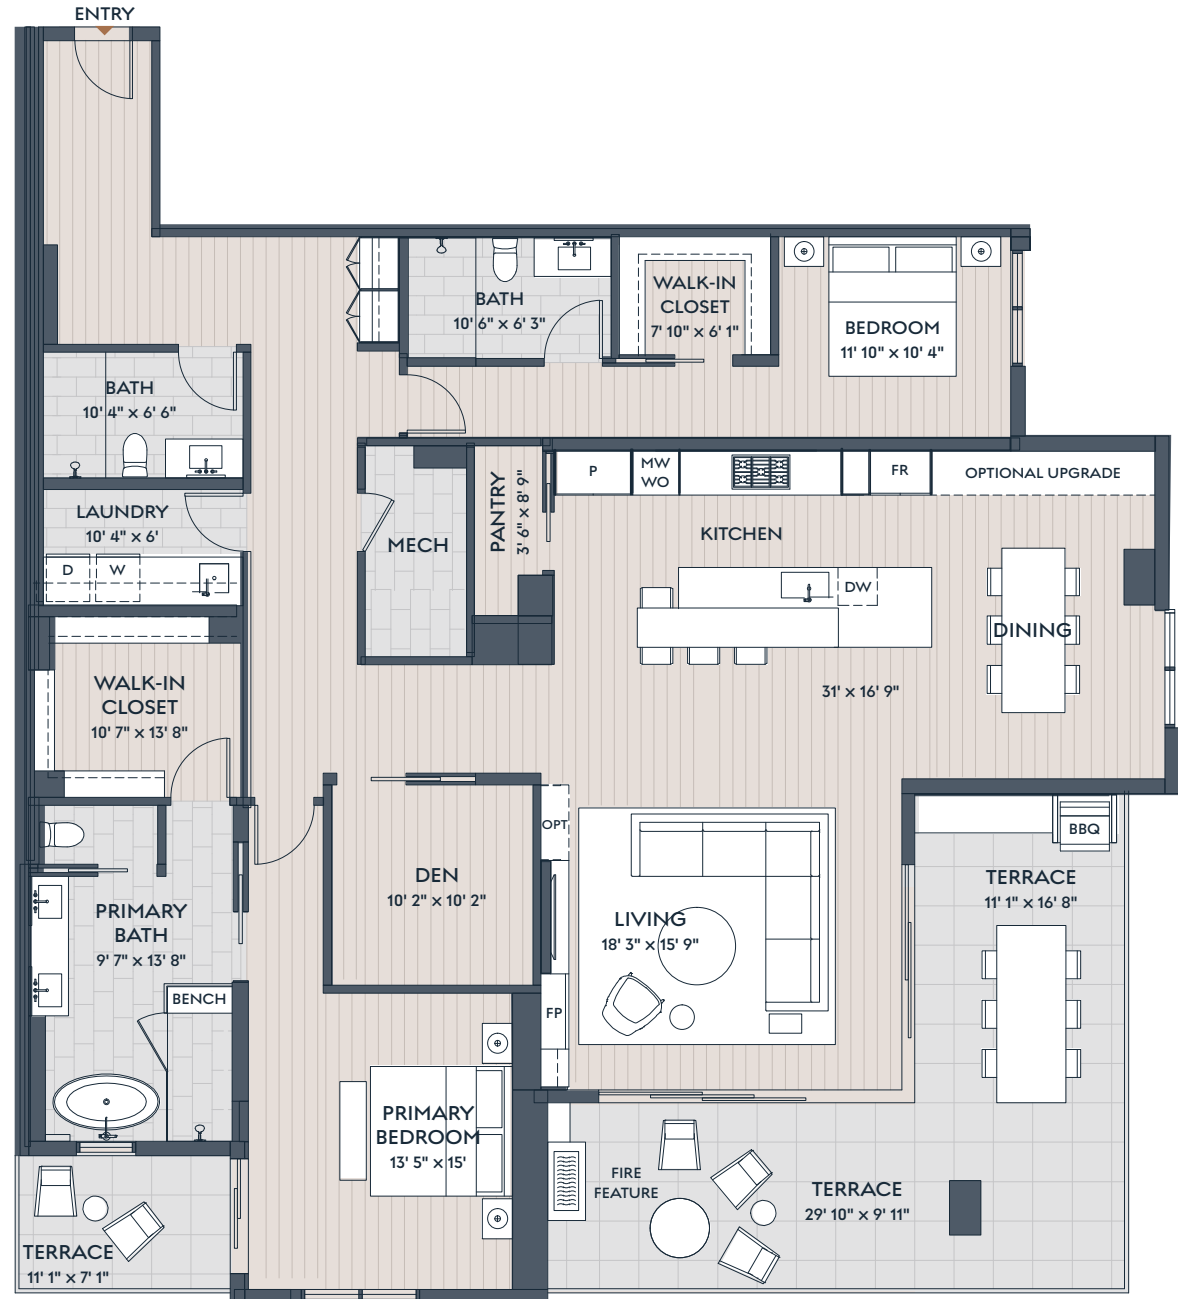 ENTRY
BATH
10' 6" x 6' 3"
WALK-IN
CLOSET
7' 10" x 6' 1"
BEDROOM
11' 10" x 10' 4"
BATH
10' 4" x 6' 6"
LAUNDRY
10' 4" x 6'
D
W
MECH
PANTRY
3' 6" x 8' 9"
P
MW
WO
FR
OPTIONAL UPGRADE
KITCHEN
DW
DINING
31' x 16' 9"
WALK-IN
CLOSET
10' 7" x 13' 8"
OPT
DEN
10' 2" x 10' 2"
LIVING
18' 3" x 15' 9"
FP
BBQ
TERRACE
11' 1" x 16' 8"
PRIMARY
BATH
9' 7" x 13' 8"
BENCH
PRIMARY
BEDROOM
13' 5" x 15'
FIRE
FEATURE
TERRACE
29' 10" x 9' 11"
TERRACE
11' 1" x 7' 1"